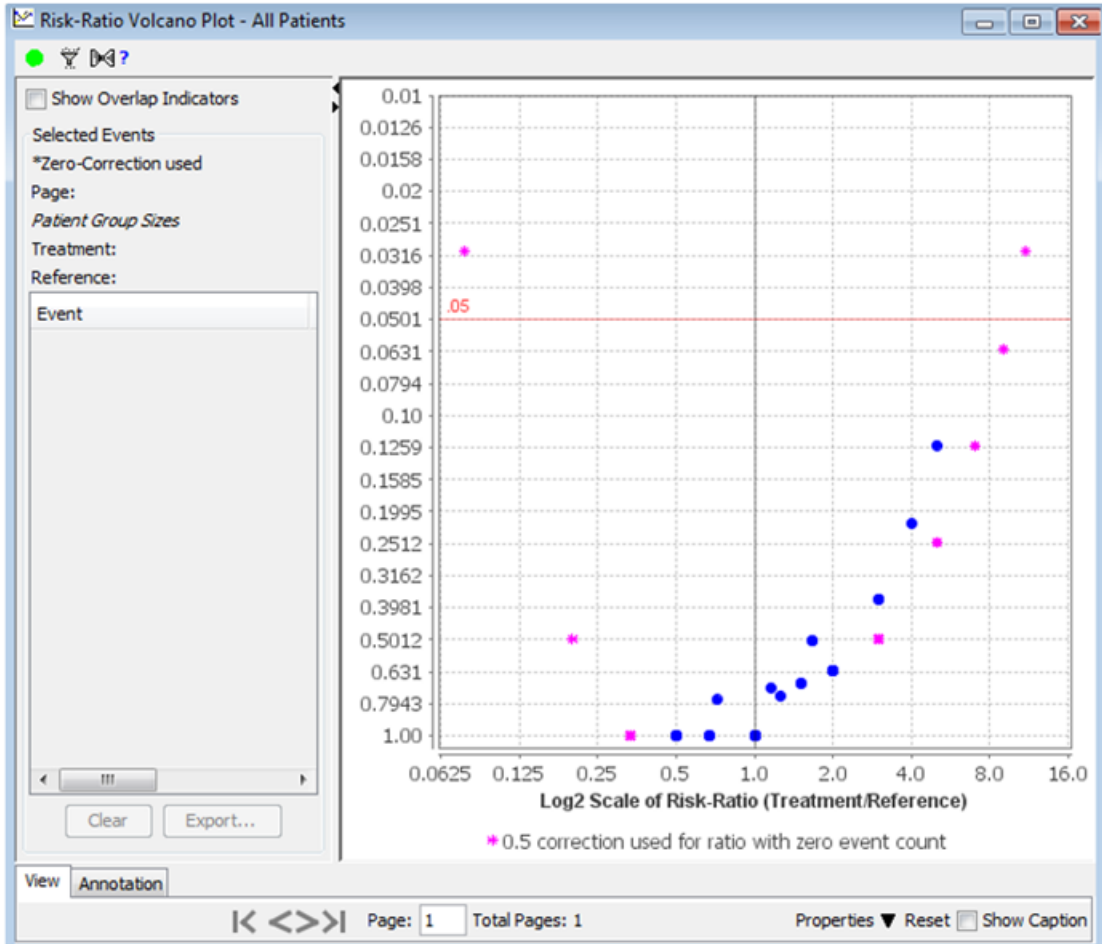 Risk-Ratio Volcano Plot - All Patients
?
Show Overlap Indicators
Selected Events
*Zero-Correction used
Page:
Patient Group Sizes
Treatment:
Reference:
Event
Clear Export...
0.01
0.0126
0.0158
0.02
0.0251
0.0316
0.0398
.05
0.0501
0.0631
0.0794
0.10
0.1259
0.1585
0.1995
0.2512
0.3162
0.3981
0.5012
0.631
0.7943
1.00
0.0625 0.125 0.25 0.5 1.0 2.0 4.0 8.0 16.0
Log2 Scale of Risk-Ratio (Treatment/Reference)
0.5 correction used for ratio with zero event count
View Annotation
Page: 1 Total Pages: 1 Properties ▼ Reset Show Caption